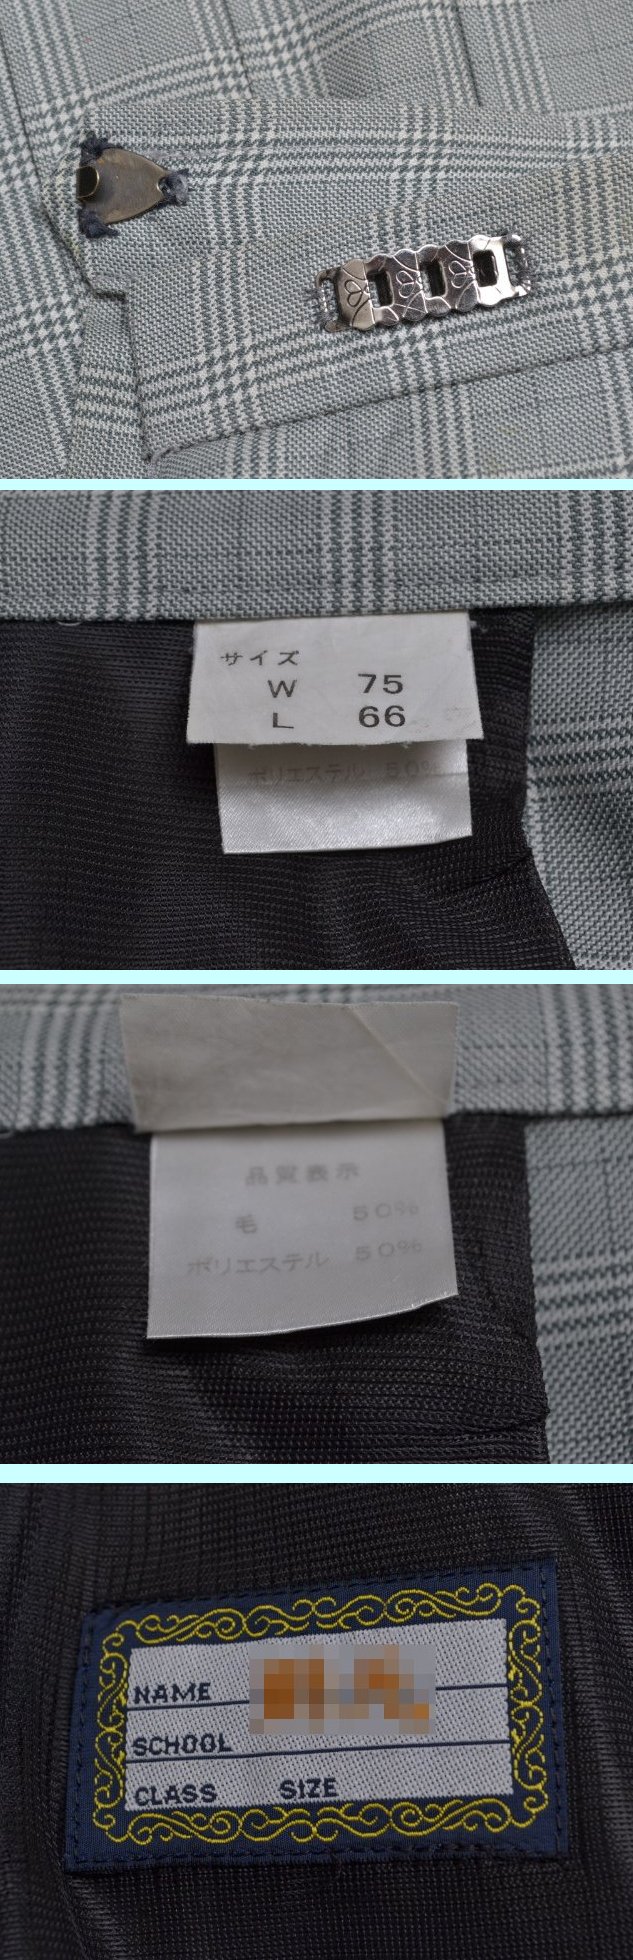 サイズ
W 75
L 66
ポリエステル 50%
品質表示
毛 50%
ポリエステル 50%
NAME
SCHOOL
CLASS SIZE